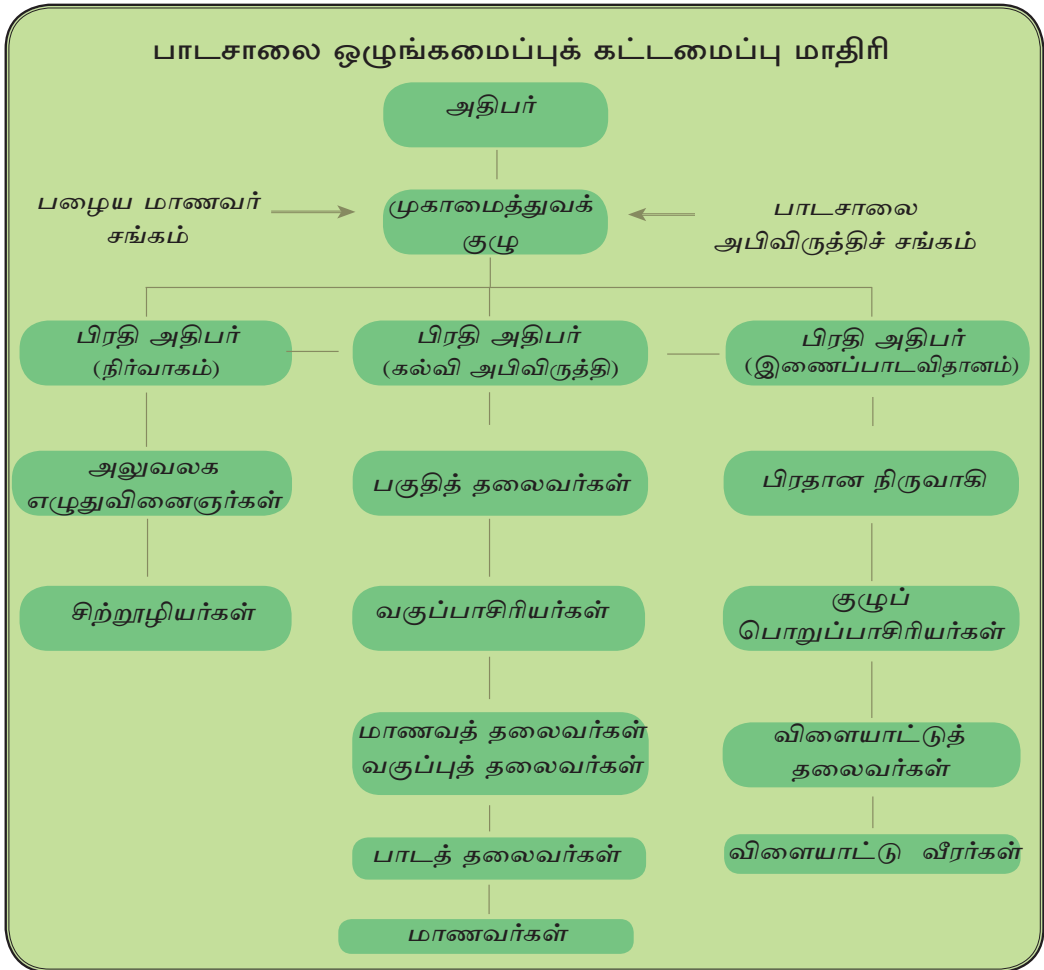 பாடசாலை ஒழுங்கமைப்புக் கட்டமைப்பு மாதிரி
அதிபர்
பழைய மாணவர்
சங்கம்
முகாமைத்துவக்
குழு
பாடசாலை
அபிவிருத்திச் சங்கம்
பிரதி அதிபர்
(நிர்வாகம்)
பிரதி அதிபர்
(கல்வி அபிவிருத்தி)
பிரதி அதிபர்
(இணைப்பாடவிதானம்)
அலுவலக
எழுதுவினைஞர்கள்
பகுதித் தலைவர்கள்
பிரதான நிருவாகி
சிற்றூழியர்கள்
வகுப்பாசிரியர்கள்
குழுப்
பொறுப்பாசிரியர்கள்
மாணவத் தலைவர்கள்
வகுப்புத் தலைவர்கள்
விளையாட்டுத்
தலைவர்கள்
பாடத் தலைவர்கள்
விளையாட்டு வீரர்கள்
மாணவர்கள்